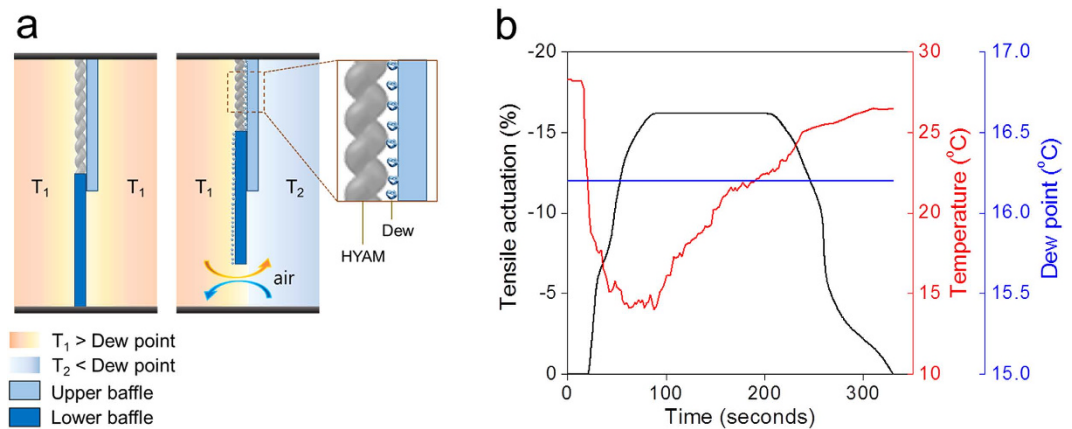 a
T₁
T₁
T₁
T₂
air
HYAM
Dew
T₁ > Dew point
T₂ < Dew point
Upper baffle
Lower baffle
b
Tensile actuation (%)
-20
-15
-10
-5
0
0
100
200
300
Time (seconds)
30
25
20
15
10
Temperature (°C)
17.0
16.5
16.0
15.5
15.0
Dew point (°C)